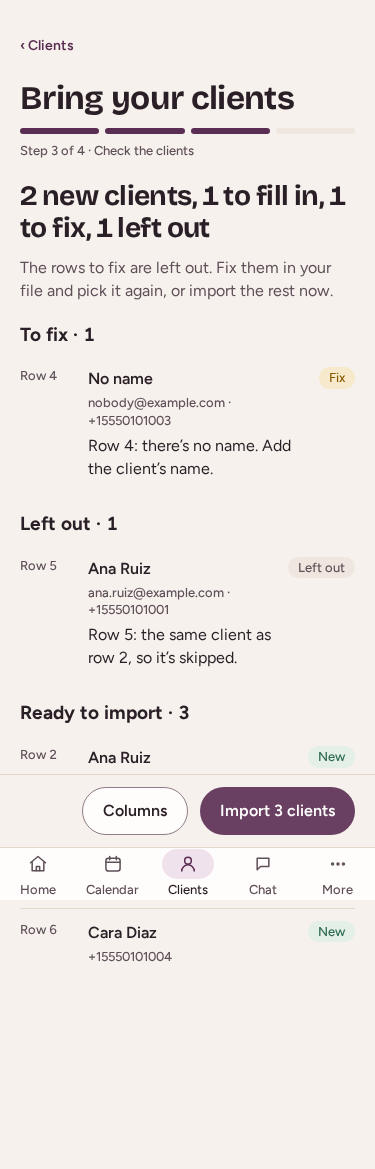 ‹ Clients
Bring your clients
Step 3 of 4 · Check the clients
2 new clients, 1 to fill in, 1
to fix, 1 left out
The rows to fix are left out. Fix them in your
file and pick it again, or import the rest now.
To fix · 1
Row 4
No name
Fix
nobody@example.com ·
+15550101003
Row 4: there’s no name. Add
the client’s name.
Left out · 1
Row 5
Ana Ruiz
Left out
ana.ruiz@example.com ·
+15550101001
Row 5: the same client as
row 2, so it’s skipped.
Ready to import · 3
Row 2
Ana Ruiz
New
Columns
Import 3 clients
Home
Calendar
Clients
Chat
More
Row 6
Cara Diaz
New
+15550101004